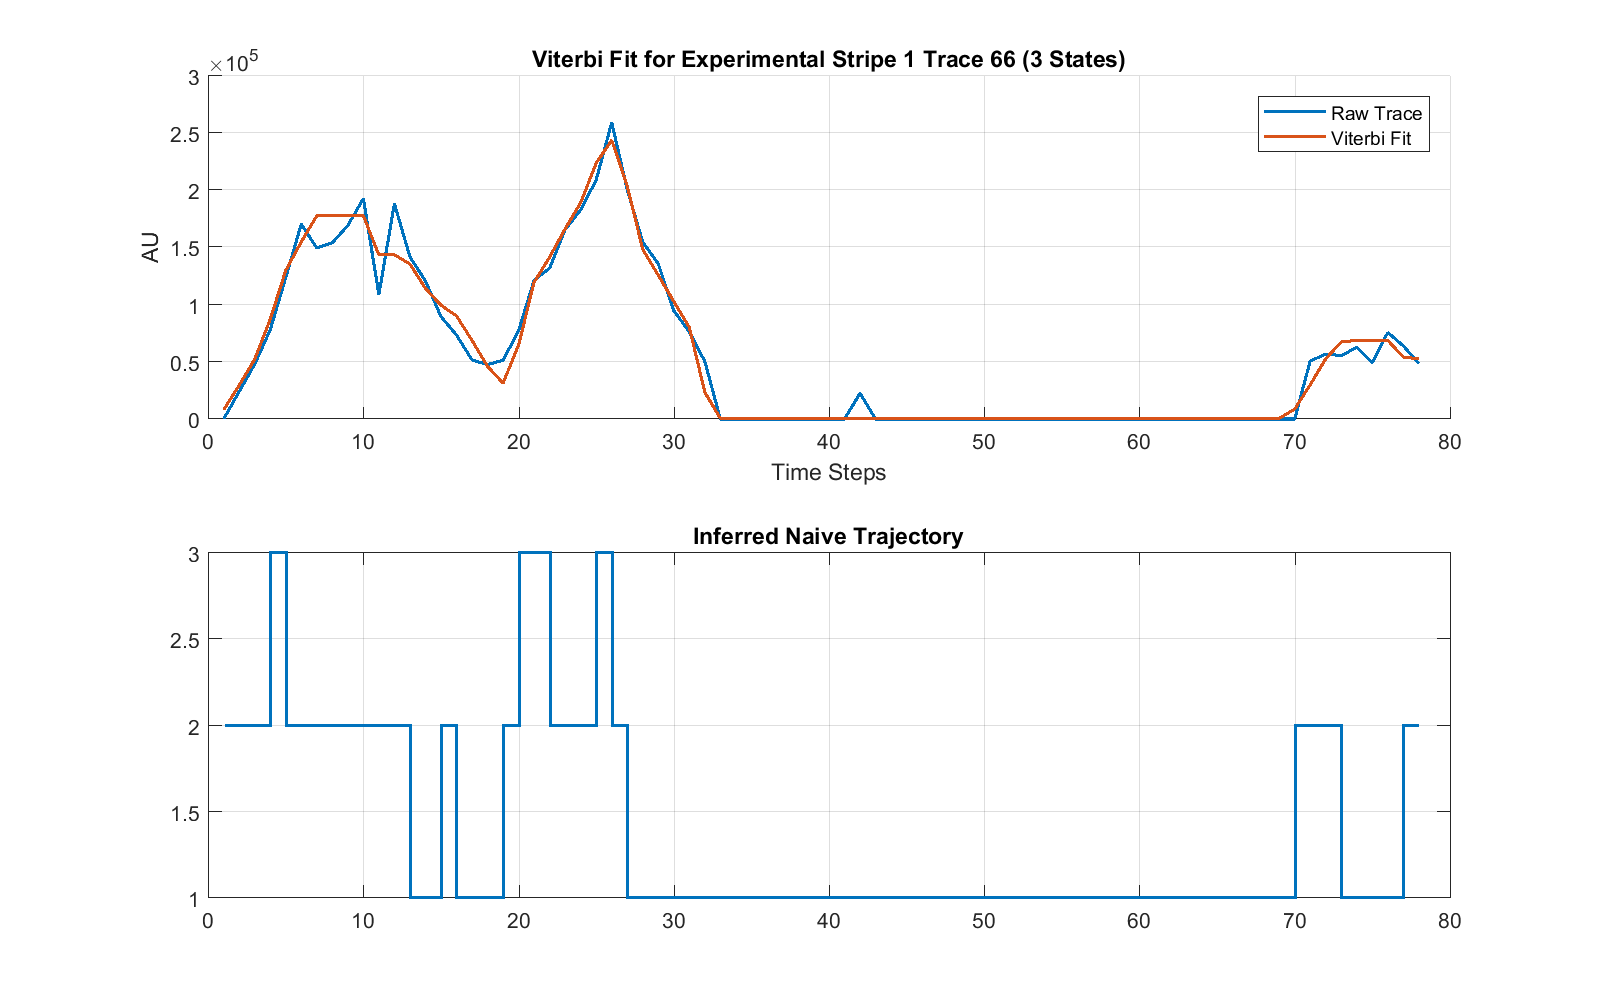 Viterbi Fit for Experimental Stripe 1 Trace 66 (3 States)
×10^5
3
2.5
2
1.5
1
0.5
0
AU
Raw Trace
Viterbi Fit
0 10 20 30 40 50 60 70 80
Time Steps
Inferred Naive Trajectory
3
2.5
2
1.5
1
0 10 20 30 40 50 60 70 80